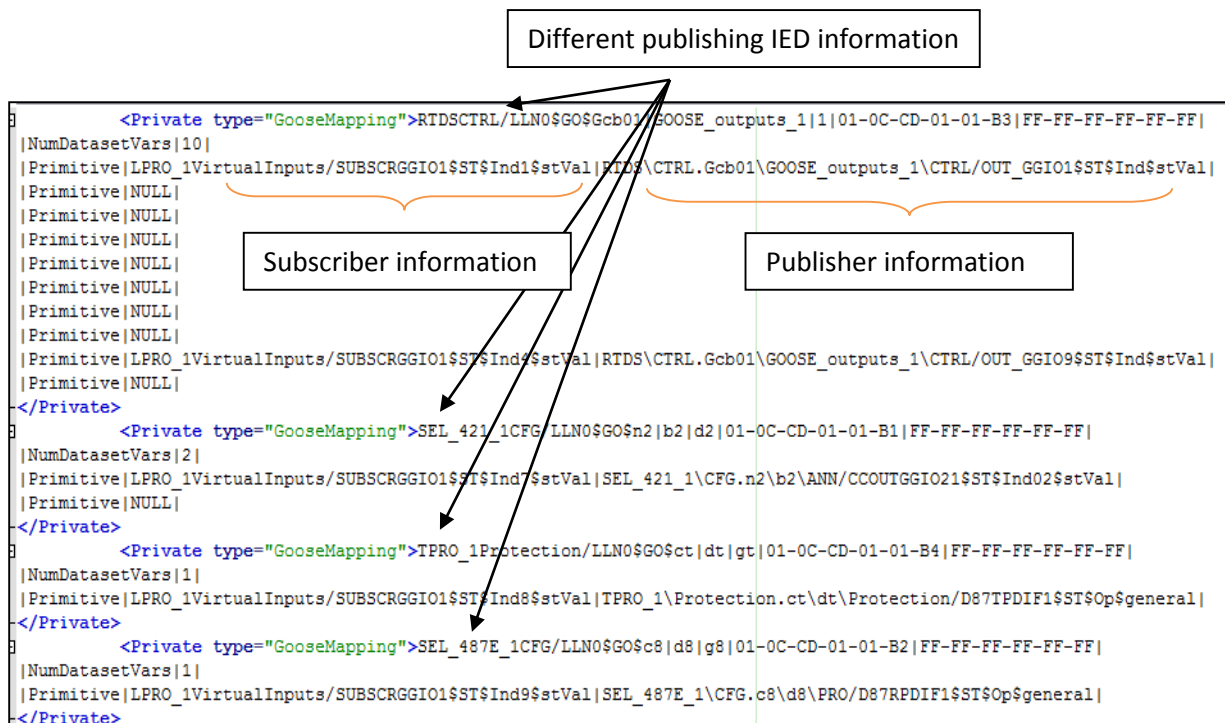 Different publishing IED information
<Private type="GooseMapping">RTDSCTRL/LLN0$GO$Gcb01|GOOSE_outputs_1|1|01-0C-CD-01-01-B3|FF-FF-FF-FF-FF-FF|
|NumDatasetVars|10|
|Primitive|LPRO_1VirtualInputs/SUBSCRGGIO1$ST$Ind1$stVal|RTDS\CTRL.Gcb01\GOOSE_outputs_1\CTRL/OUT_GGIO1$ST$Ind$stVal|
|Primitive|NULL|
|Primitive|NULL|
|Primitive|NULL|
Subscriber information
Publisher information
|Primitive|NULL|
|Primitive|NULL|
|Primitive|NULL|
|Primitive|NULL|
|Primitive|LPRO_1VirtualInputs/SUBSCRGGIO1$ST$Ind4$stVal|RTDS\CTRL.Gcb01\GOOSE_outputs_1\CTRL/OUT_GGIO9$ST$Ind$stVal|
|Primitive|NULL|
</Private>
<Private type="GooseMapping">SEL_421_1CFG/LLN0$GO$n2|b2|d2|01-0C-CD-01-01-B1|FF-FF-FF-FF-FF-FF|
|NumDatasetVars|2|
|Primitive|LPRO_1VirtualInputs/SUBSCRGGIO1$ST$Ind7$stVal|SEL_421_1\CFG.n2\b2\ANN/CCOUTGGIO21$ST$Ind02$stVal|
|Primitive|NULL|
</Private>
<Private type="GooseMapping">TPRO_1Protection/LLN0$GO$ct|dt|gt|01-0C-CD-01-01-B4|FF-FF-FF-FF-FF-FF|
|NumDatasetVars|1|
|Primitive|LPRO_1VirtualInputs/SUBSCRGGIO1$ST$Ind8$stVal|TPRO_1\Protection.ct\dt\Protection/D87TPDIF1$ST$Op$general|
</Private>
<Private type="GooseMapping">SEL_487E_1CFG/LLN0$GO$c8|d8|g8|01-0C-CD-01-01-B2|FF-FF-FF-FF-FF-FF|
|NumDatasetVars|1|
|Primitive|LPRO_1VirtualInputs/SUBSCRGGIO1$ST$Ind9$stVal|SEL_487E_1\CFG.c8\d8\PRO/D87RPDIF1$ST$Op$general|
</Private>